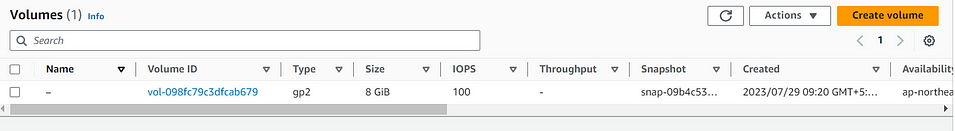 Volumes (1) Info
Actions
Create volume
Search
1
Name Volume ID Type Size IOPS Throughput Snapshot Created Availability
– vol-098fc79c3dfcab679 gp2 8 GiB 100 - snap-09b4c53... 2023/07/29 09:20 GMT+5:... ap-northea